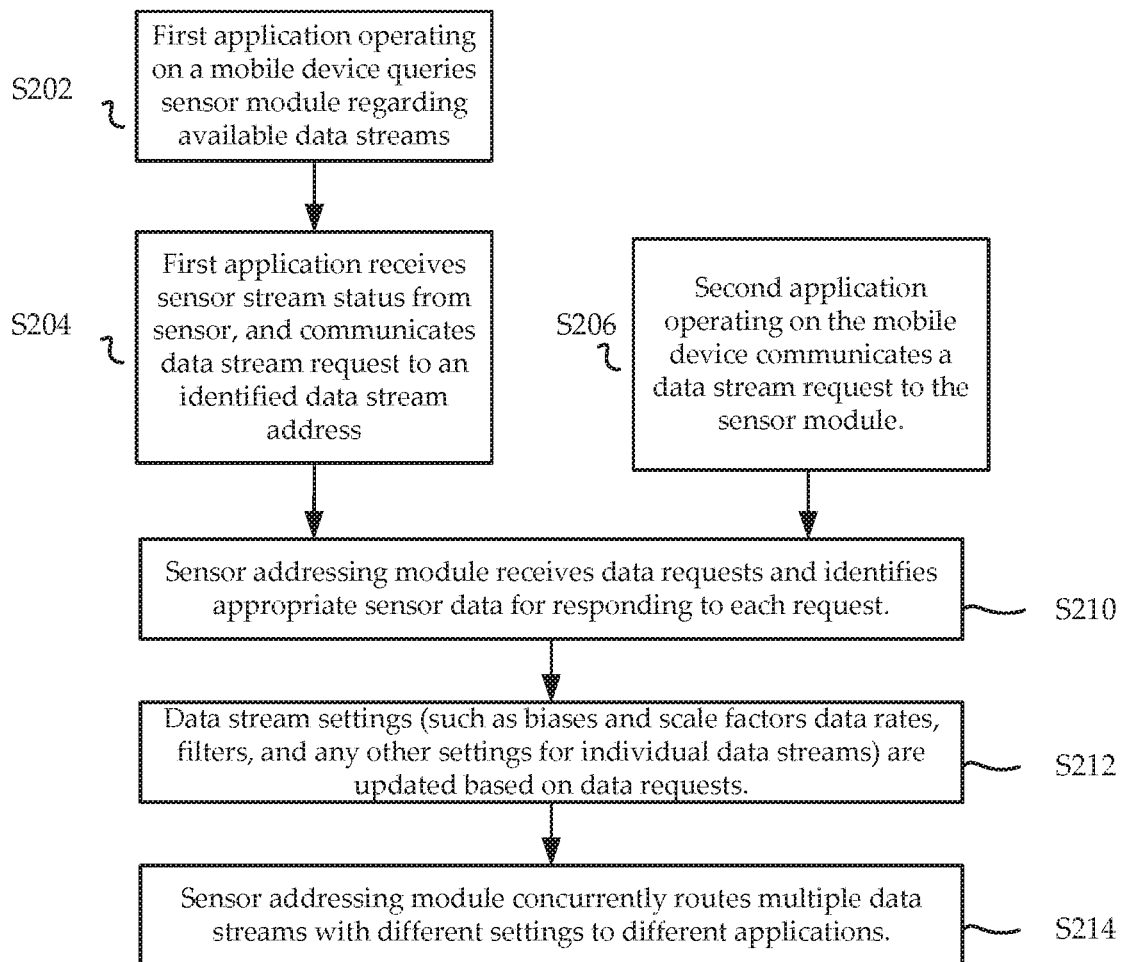 First application operating
on a mobile device queries
sensor module regarding
available data streams
S202
First application receives
sensor stream status from
sensor, and communicates
data stream request to an
identified data stream
address
S204
Second application
operating on the mobile
device communicates a
data stream request to the
sensor module.
S206
Sensor addressing module receives data requests and identifies
appropriate sensor data for responding to each request.
S210
Data stream settings (such as biases and scale factors data rates,
filters, and any other settings for individual data streams) are
updated based on data requests.
S212
Sensor addressing module concurrently routes multiple data
streams with different settings to different applications.
S214